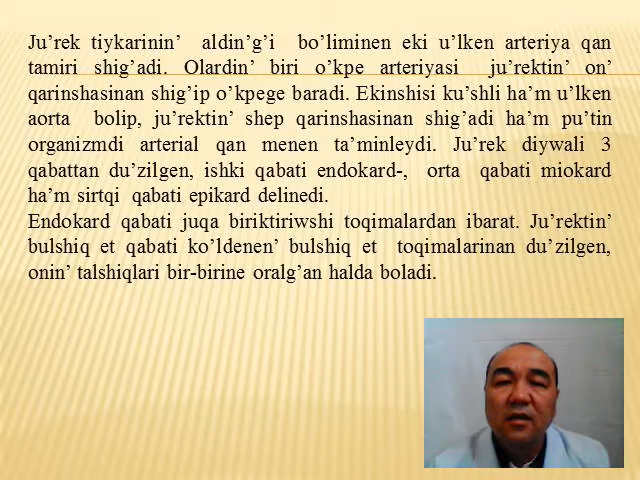 Ju’rek tiykarinin’ aldin’g’i bo’liminen eki u’lken arteriya qan
tamiri shig’adi. Olardin’ biri o’kpe arteriyasi ju’rektin’ on’
qarinshasinan shig’ip o’kpege baradi. Ekinshisi ku’shli ha’m u’lken
aorta bolip, ju’rektin’ shep qarinshasinan shig’adi ha’m pu’tin
organizmdi arterial qan menen ta’minleydi. Ju’rek diywali 3
qabattan du’zilgen, ishki qabati endokard-, orta qabati miokard
ha’m sirtqi qabati epikard delinedi.
Endokard qabati juqa biriktiriwshi toqimalardan ibarat. Ju’rektin’
bulshiq et qabati ko’ldenen’ bulshiq et toqimalarinan du’zilgen,
onin’ talshiqlari bir-birine oralg’an halda boladi.